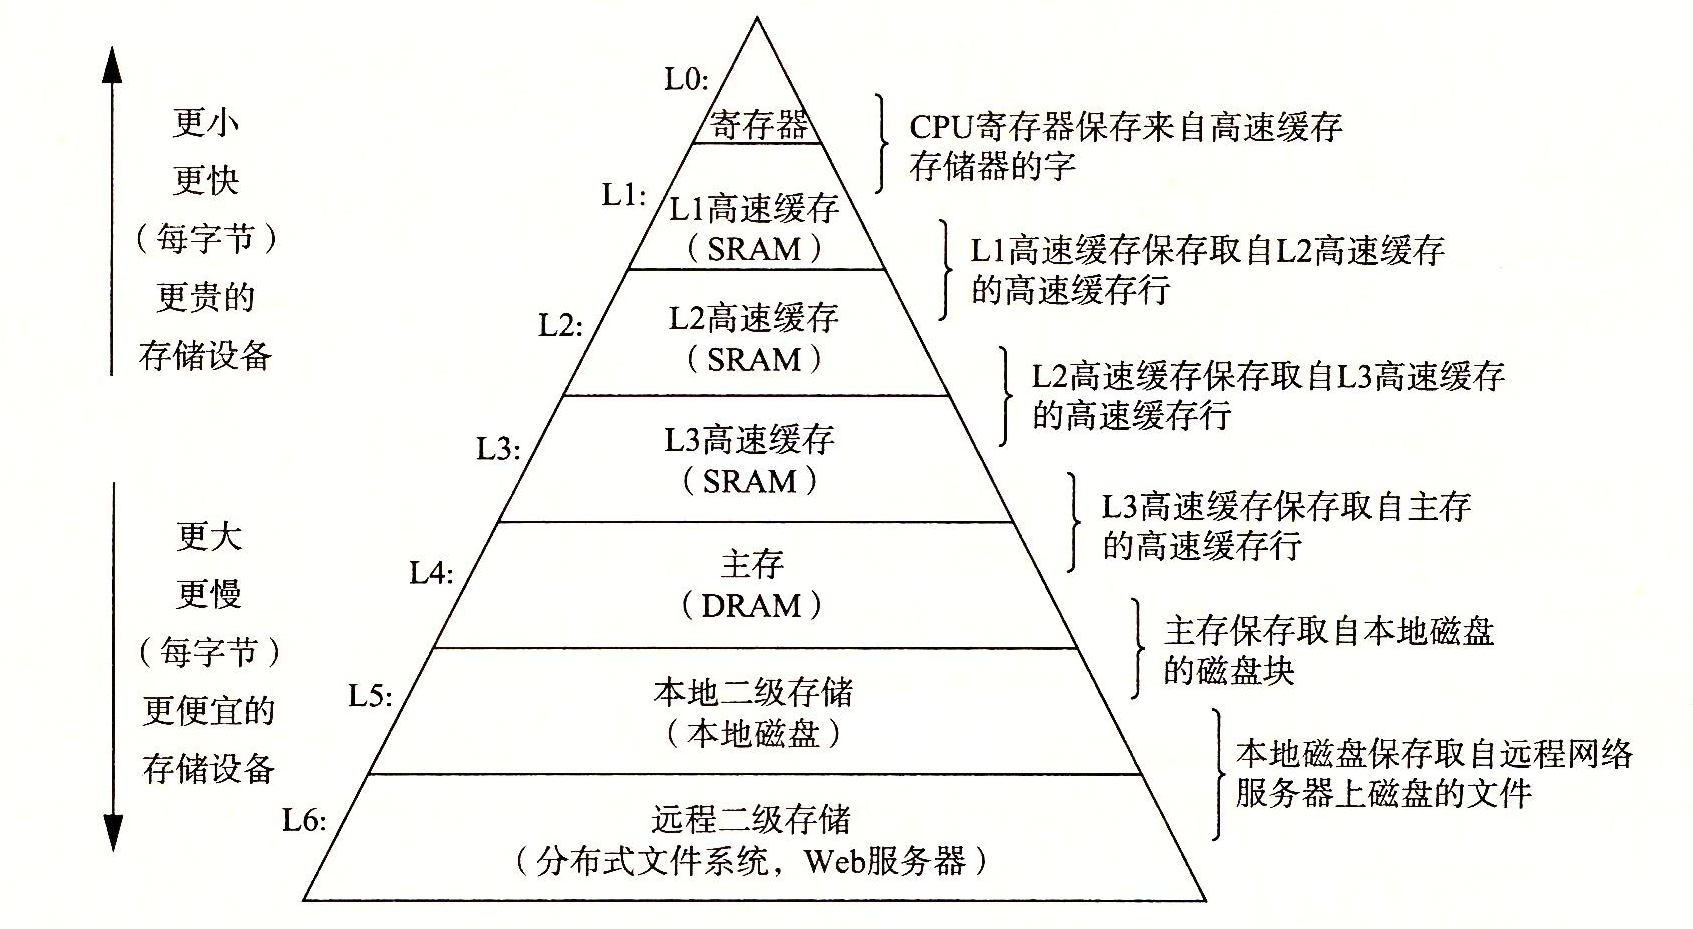 更小
更快
（每字节）
更贵的
存储设备
更大
更慢
（每字节）
更便宜的
存储设备
L0:
寄存器
L1:
L1高速缓存
（SRAM）
L2:
L2高速缓存
（SRAM）
L3:
L3高速缓存
（SRAM）
L4:
主存
（DRAM）
L5:
本地二级存储
（本地磁盘）
L6:
远程二级存储
（分布式文件系统，Web服务器）
CPU寄存器保存来自高速缓存
存储器的字
L1高速缓存保存取自L2高速缓存
的高速缓存行
L2高速缓存保存取自L3高速缓存
的高速缓存行
L3高速缓存保存取自主存
的高速缓存行
主存保存取自本地磁盘
的磁盘块
本地磁盘保存取自远程网络
服务器上磁盘的文件